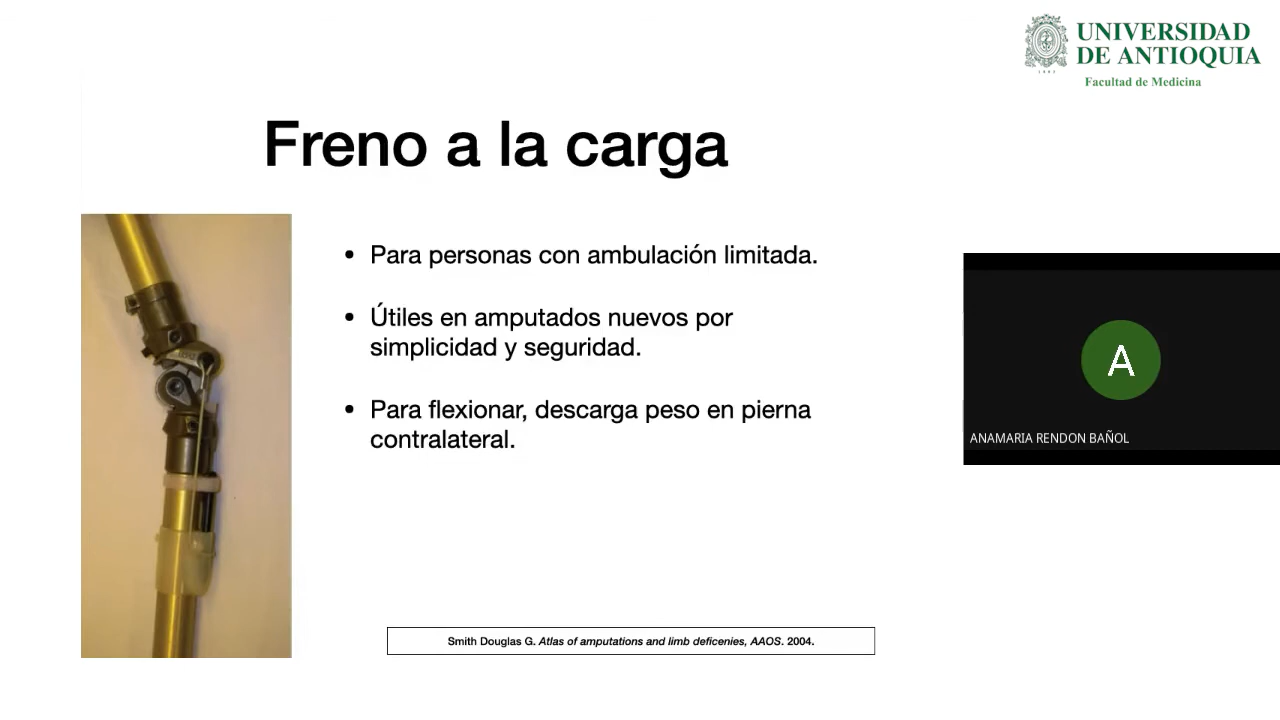 UNIVERSIDAD
DE ANTIOQUIA
1803
Facultad de Medicina
Freno a la carga
• Para personas con ambulación limitada.
• Útiles en amputados nuevos por
simplicidad y seguridad.
• Para flexionar, descarga peso en pierna
contralateral.
A
ANAMARIA RENDON BAÑOL
Smith Douglas G. Atlas of amputations and limb deficenies, AAOS. 2004.